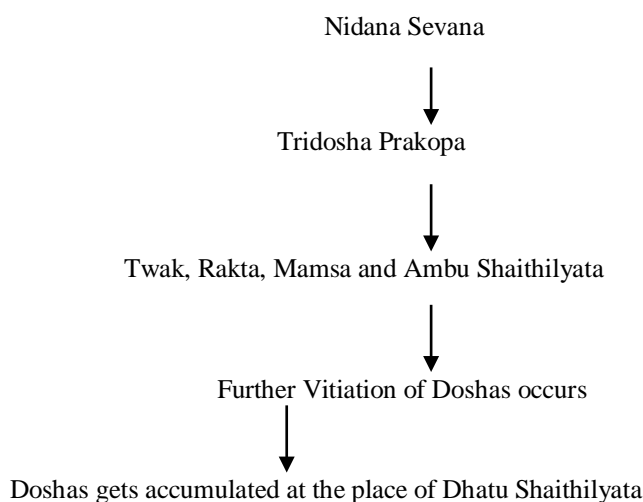 Nidana Sevana
Tridosha Prakopa
Twak, Rakta, Mamsa and Ambu Shaithilyata
Further Vitiation of Doshas occurs
Doshas gets accumulated at the place of Dhatu Shaithilyata